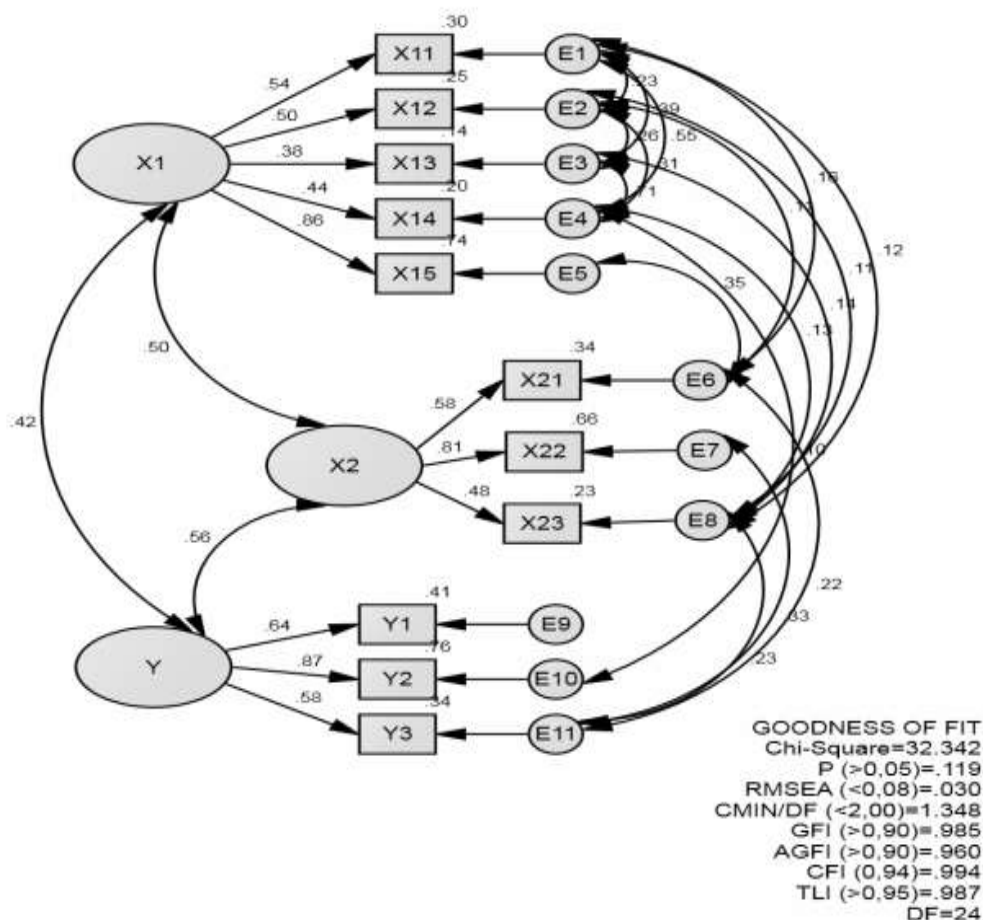 .30
X11
E1
.54
.25
.23
X12
E2
.50
.14
.39
X1
X13
E3
.26
.55
.38
.20
.31
X14
E4
.44
.71
.74
.86
X15
E5
.16
.12
.11
.35
.14
.13
.50
.34
X21
E6
.58
.42
.66
X22
E7
.81
.10
X2
.48
.23
X23
E8
.56
.22
.41
.33
Y1
E9
.64
.76
.23
Y
.87
Y2
E10
.34
.58
Y3
E11
GOODNESS OF FIT
Chi-Square=32.342
P (>0,05)=.119
RMSEA (<0,08)=.030
CMIN/DF (<2,00)=1.348
GFI (>0,90)=.985
AGFI (>0,90)=.960
CFI (0,94)=.994
TLI (>0,95)=.987
DF=24